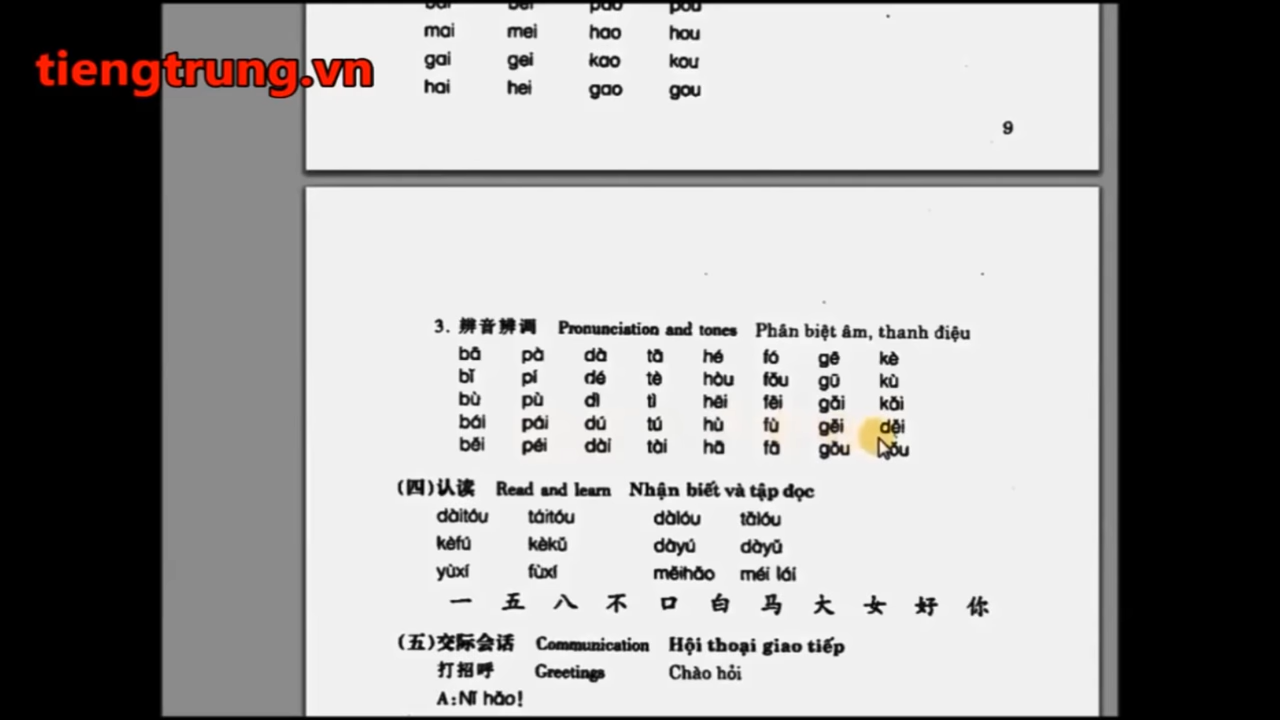 tiengtrung.vn
mai mei hao hou
gai gei kao kou
hai hei gao gou
9
3. 辨音辨调 Pronunciation and tones Phân biệt âm, thanh điệu
bā pà dà tā hé fó gē kè
bǐ pí dé tè hòu fǒu gū kù
bù pù dì tì hēi fēi gǎi kāi
bái pái dú tú hù fù gěi děi
běi péi dài tài hā fā gǒu
(四)认读 Read and learn Nhận biết và tập đọc
dàitóu táitóu dàlóu tǎlóu
kèfú kèkǔ dàyú dàyǔ
yùxí fùxí měihǎo méi lái
一 五 八 不 口 白 马 大 女 好 你
(五)交际会话 Communication Hội thoại giao tiếp
打招呼 Greetings Chào hỏi
A:Nǐ hǎo!